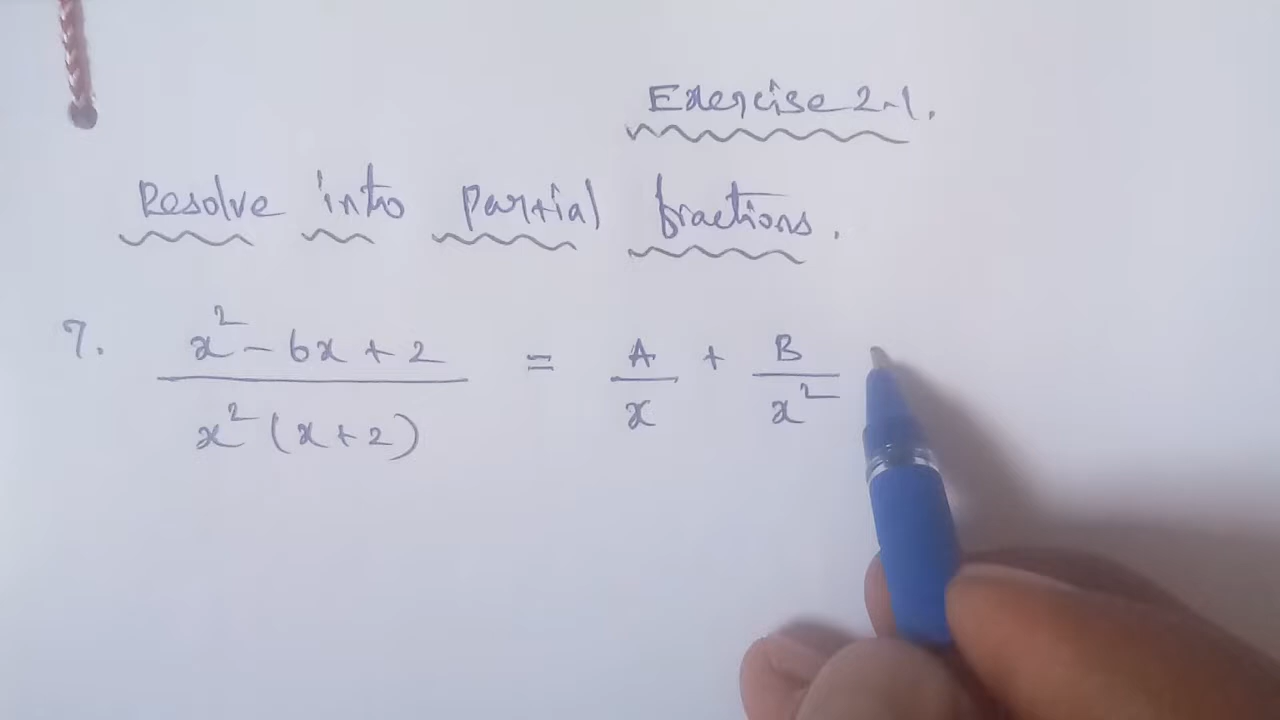 Exercise 2.1.
Resolve into Partial fractions.
7. x² - 6x + 2 / x² (x + 2) = A / x + B / x²